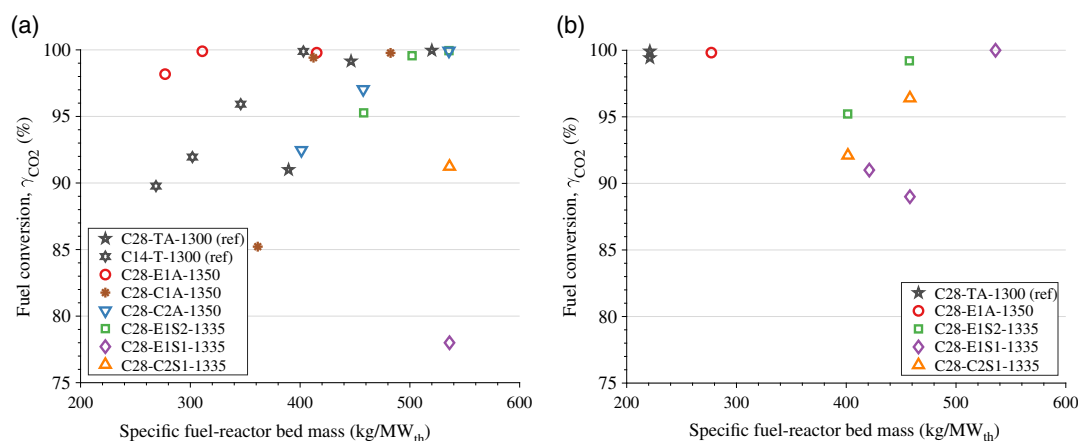 (a)
Fuel conversion, γCO2 (%)
100
95
90
85
80
75
C28-TA-1300 (ref)
C14-T-1300 (ref)
C28-E1A-1350
C28-C1A-1350
C28-C2A-1350
C28-E1S2-1335
C28-E1S1-1335
C28-C2S1-1335
200
300
400
500
600
Specific fuel-reactor bed mass (kg/MWth)
(b)
Fuel conversion, γCO2 (%)
100
95
90
85
80
75
C28-TA-1300 (ref)
C28-E1A-1350
C28-E1S2-1335
C28-E1S1-1335
C28-C2S1-1335
200
300
400
500
600
Specific fuel-reactor bed mass (kg/MWth)